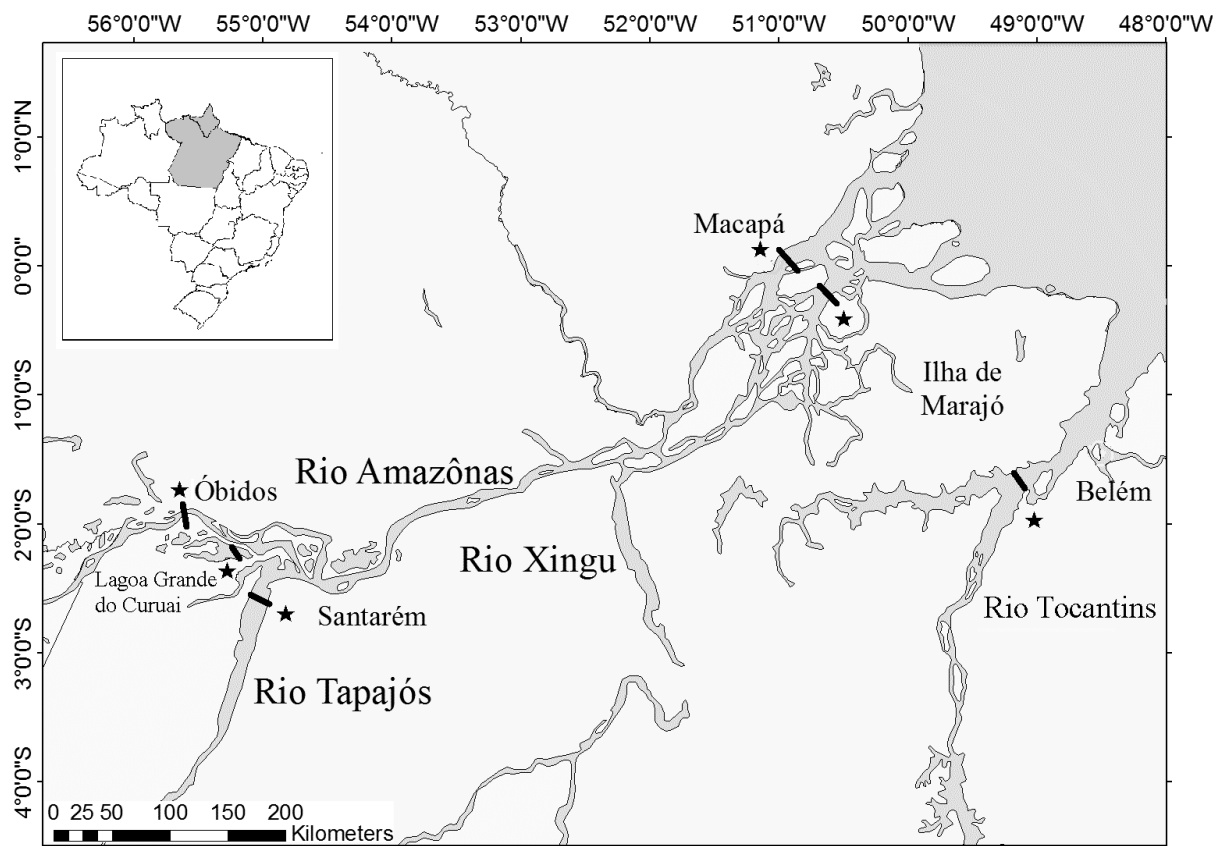 56°0'0"W 55°0'0"W 54°0'0"W 53°0'0"W 52°0'0"W 51°0'0"W 50°0'0"W 49°0'0"W 48°0'0"W
1°0'0"N
0°0'0"
1°0'0"S
2°0'0"S
3°0'0"S
4°0'0"S
Macapá
Ilha de
Marajó
Rio Amazônas
Óbidos
Belém
Rio Xingu
Lagoa Grande
do Curuai
Santarém
Rio Tocantins
Rio Tapajós
0 25 50 100 150 200
Kilometers